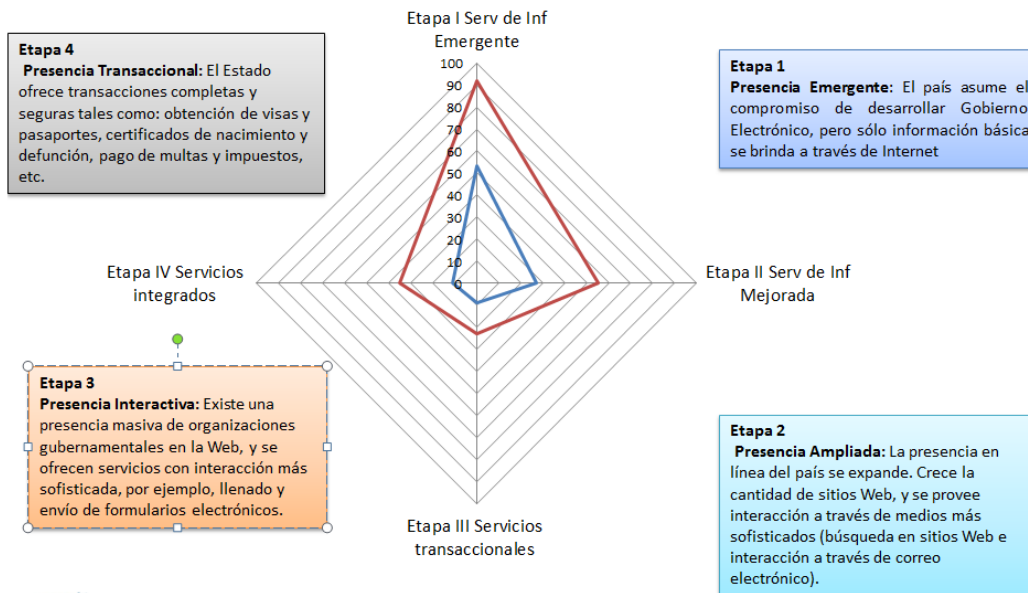 Etapa I Serv de Inf
Emergente
100
90
80
70
60
50
40
30
20
10
0
Etapa 4
Presencia Transaccional: El Estado
ofrece transacciones completas y
seguras tales como: obtención de visas y
pasaportes, certificados de nacimiento y
defunción, pago de multas y impuestos,
etc.
Etapa 1
Presencia Emergente: El país asume el
compromiso de desarrollar Gobierno
Electrónico, pero sólo información básica
se brinda a través de Internet
Etapa IV Servicios
integrados
Etapa II Serv de Inf
Mejorada
Etapa 3
Presencia Interactiva: Existe una
presencia masiva de organizaciones
gubernamentales en la Web, y se
ofrecen servicios con interacción más
sofisticada, por ejemplo, llenado y
envío de formularios electrónicos.
Etapa III Servicios
transaccionales
Etapa 2
Presencia Ampliada: La presencia en
línea del país se expande. Crece la
cantidad de sitios Web, y se provee
interacción a través de medios más
sofisticados (búsqueda en sitios Web e
interacción a través de correo
electrónico).